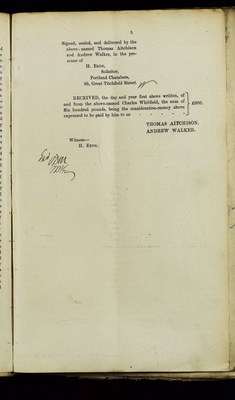 5
Signed, sealed, and delivered by the
above-named Thomas Aitchison
and Andrew Walker, in the pre-
sence of
H. Eede,
Solicitor,
Portland Chambers,
95, Great Titchfield Street.
RECEIVED, the day and year first above written, of
and from the above-named Charles Whitfield, the sum of
Six hundred pounds, being the consideration-money above
expressed to be paid by him to us
£600.
THOMAS AITCHISON.
ANDREW WALKER.
Witness—
H. Eede.